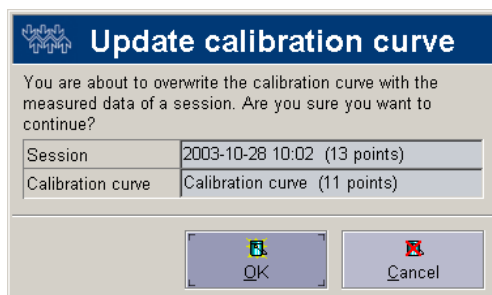 Update calibration curve
You are about to overwrite the calibration curve with the
measured data of a session. Are you sure you want to
continue?
Session 2003-10-28 10:02 (13 points)
Calibration curve Calibration curve (11 points)
OK Cancel